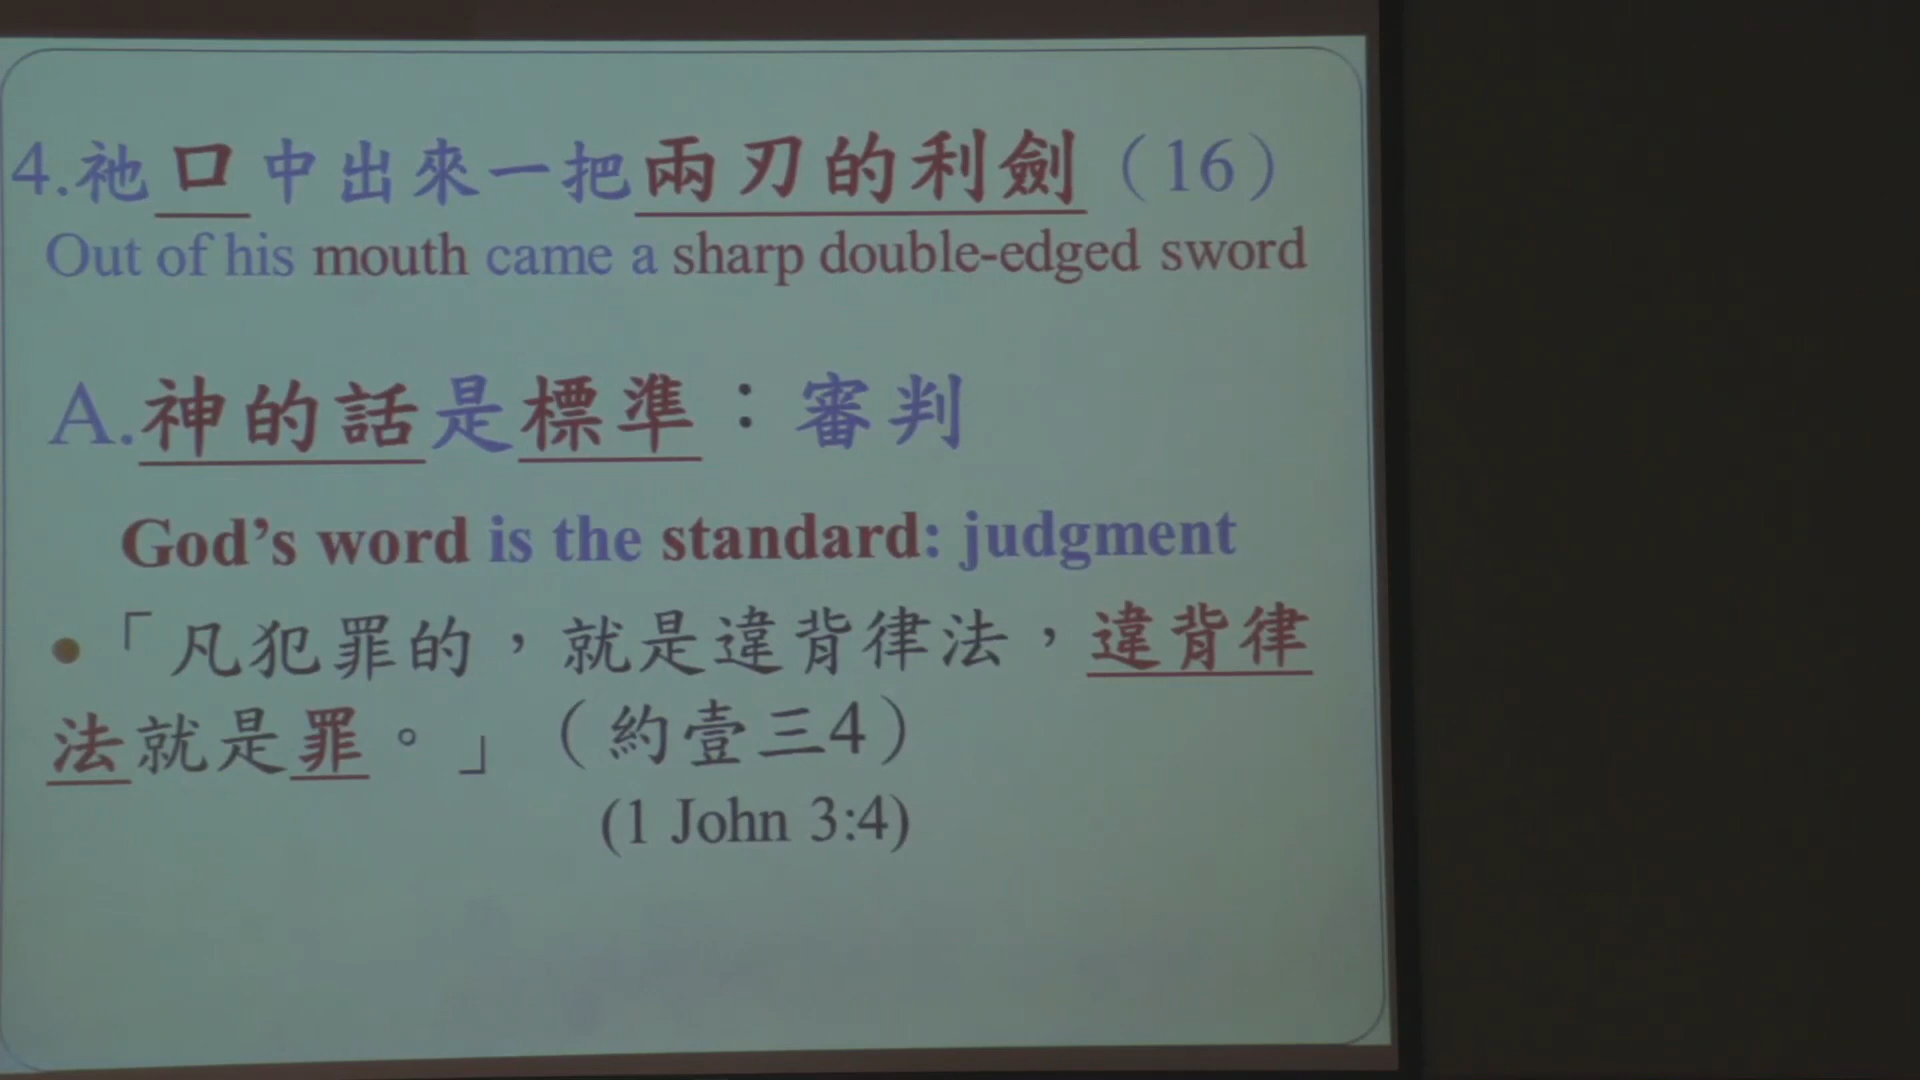 4.祂口中出來一把兩刃的利劍（16）
Out of his mouth came a sharp double-edged sword
A.神的話是標準：審判
God’s word is the standard: judgment
•「凡犯罪的，就是違背律法，違背律
法就是罪。」（約壹三4）
(1 John 3:4)